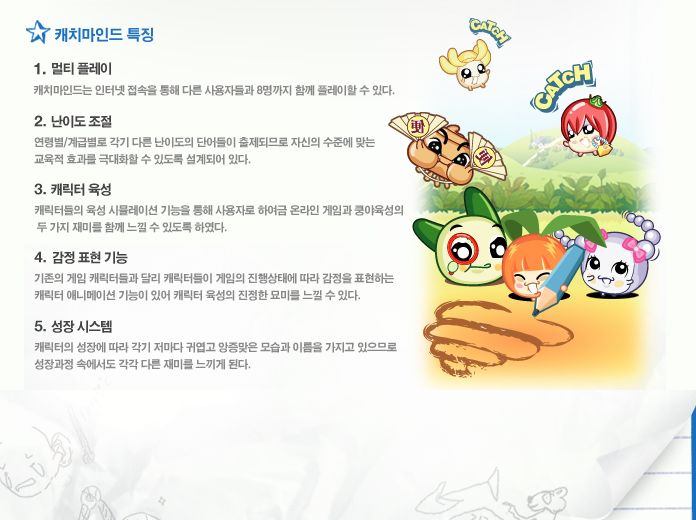 캐치마인드 특징
1. 멀티 플레이
캐치마인드는 인터넷 접속을 통해 다른 사용자들과 8명까지 함께 플레이할 수 있다.
2. 난이도 조절
연령별/계급별로 각기 다른 난이도의 단어들이 출제되므로 자신의 수준에 맞는
교육적 효과를 극대화할 수 있도록 설계되어 있다.
3. 캐릭터 육성
캐릭터들의 육성 시뮬레이션 기능을 통해 사용자로 하여금 온라인 게임과 쿵야육성의
두 가지 재미를 함께 느낄 수 있도록 하였다.
4. 감정 표현 기능
기존의 게임 캐릭터들과 달리 캐릭터들이 게임의 진행상태에 따라 감정을 표현하는
캐릭터 애니메이션 기능이 있어 캐릭터 육성의 진정한 묘미를 느낄 수 있다.
5. 성장 시스템
캐릭터의 성장에 따라 각기 저마다 귀엽고 앙증맞은 모습과 이름을 가지고 있으므로
성장과정 속에서도 각각 다른 재미를 느끼게 된다.
CATCH
CATCH